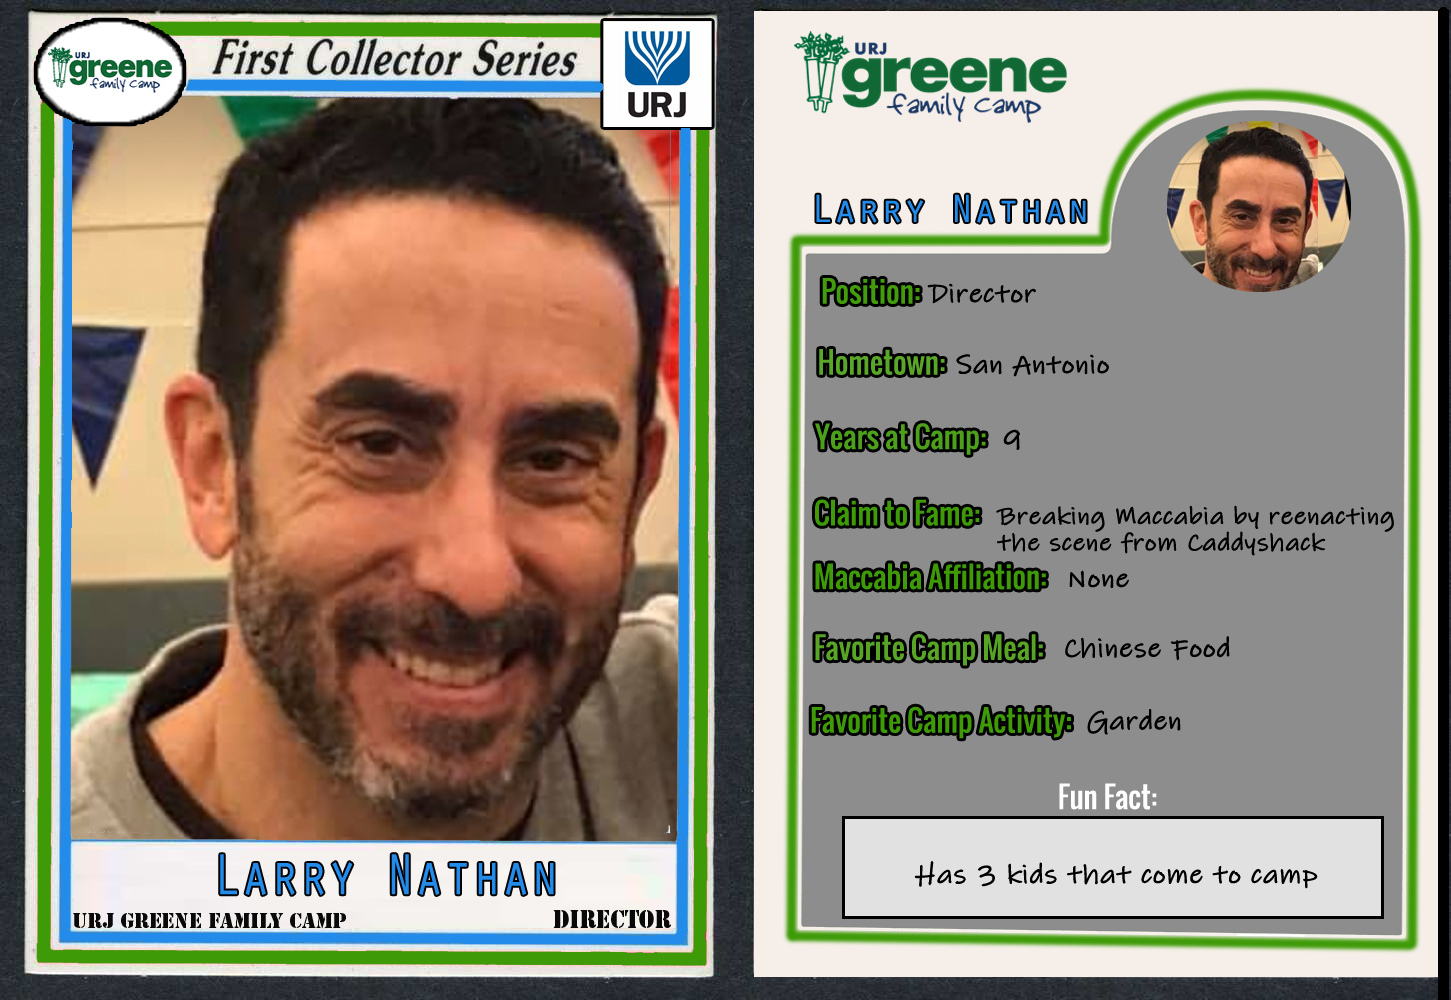 URJ
greene
family camp
First Collector Series
URJ
LARRY NATHAN
URJ GREENE FAMILY CAMP
DIRECTOR
URJ
greene
family camp
LARRY NATHAN
Position: Director
Hometown: San Antonio
Years at Camp: 9
Claim to Fame: Breaking Maccabia by reenacting
the scene from Caddyshack
Maccabia Affiliation: None
Favorite Camp Meal: Chinese Food
Favorite Camp Activity: Garden
Fun Fact:
Has 3 kids that come to camp